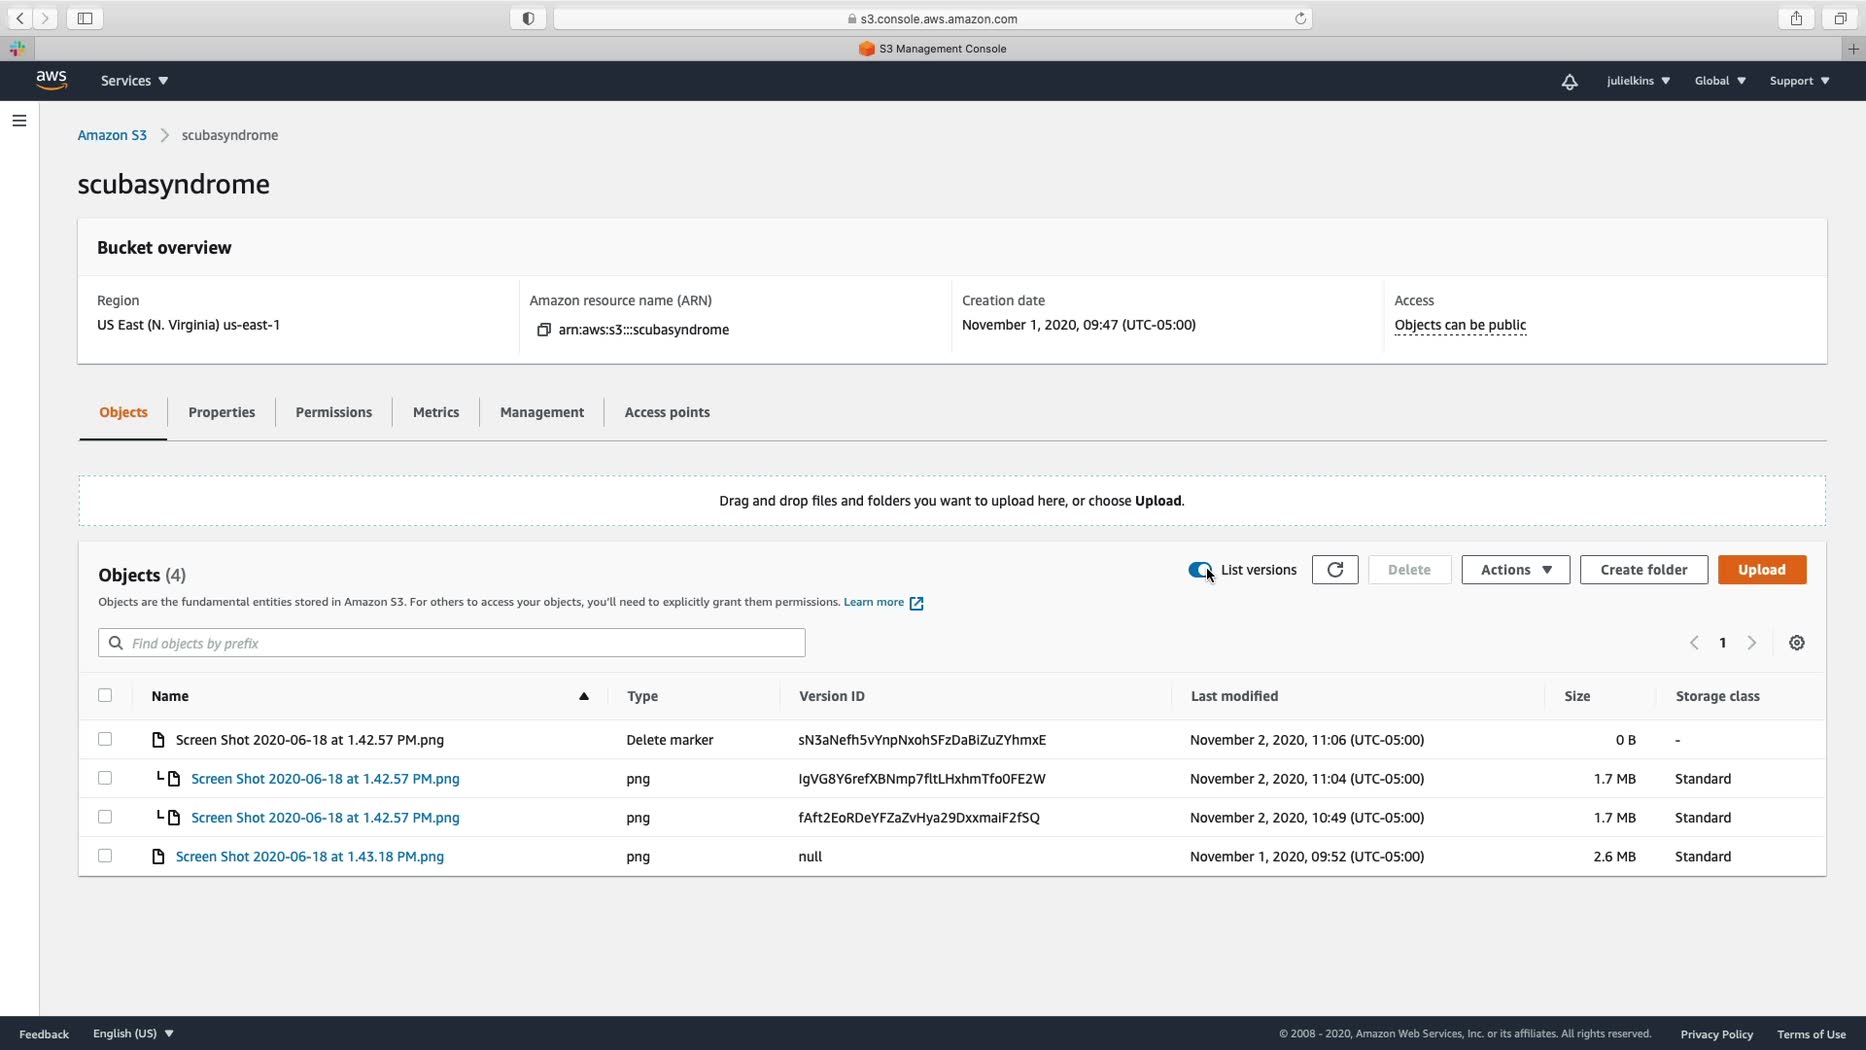 s3.console.aws.amazon.com
S3 Management Console
aws Services julielkins Global Support
Amazon S3 scubasyndrome
scubasyndrome
Bucket overview
Region Amazon resource name (ARN) Creation date Access
US East (N. Virginia) us-east-1 arn:aws:s3:::scubasyndrome November 1, 2020, 09:47 (UTC-05:00) Objects can be public
Objects Properties Permissions Metrics Management Access points
Drag and drop files and folders you want to upload here, or choose Upload.
Objects (4) List versions Delete Actions Create folder Upload
Objects are the fundamental entities stored in Amazon S3. For others to access your objects, you'll need to explicitly grant them permissions. Learn more
Find objects by prefix 1
Name Type Version ID Last modified Size Storage class
Screen Shot 2020-06-18 at 1.42.57 PM.png Delete marker sN3aNefh5vYnpNxohSFzDaBiZuZYhmxE November 2, 2020, 11:06 (UTC-05:00) 0 B -
Screen Shot 2020-06-18 at 1.42.57 PM.png png IgVG8Y6refXBNmp7fltLHxhmTfo0FE2W November 2, 2020, 11:04 (UTC-05:00) 1.7 MB Standard
Screen Shot 2020-06-18 at 1.42.57 PM.png png fAft2EoRDeYFZaZvHya29DxxmaiF2fSQ November 2, 2020, 10:49 (UTC-05:00) 1.7 MB Standard
Screen Shot 2020-06-18 at 1.43.18 PM.png png null November 1, 2020, 09:52 (UTC-05:00) 2.6 MB Standard
Feedback English (US) © 2008 - 2020, Amazon Web Services, Inc. or its affiliates. All rights reserved. Privacy Policy Terms of Use